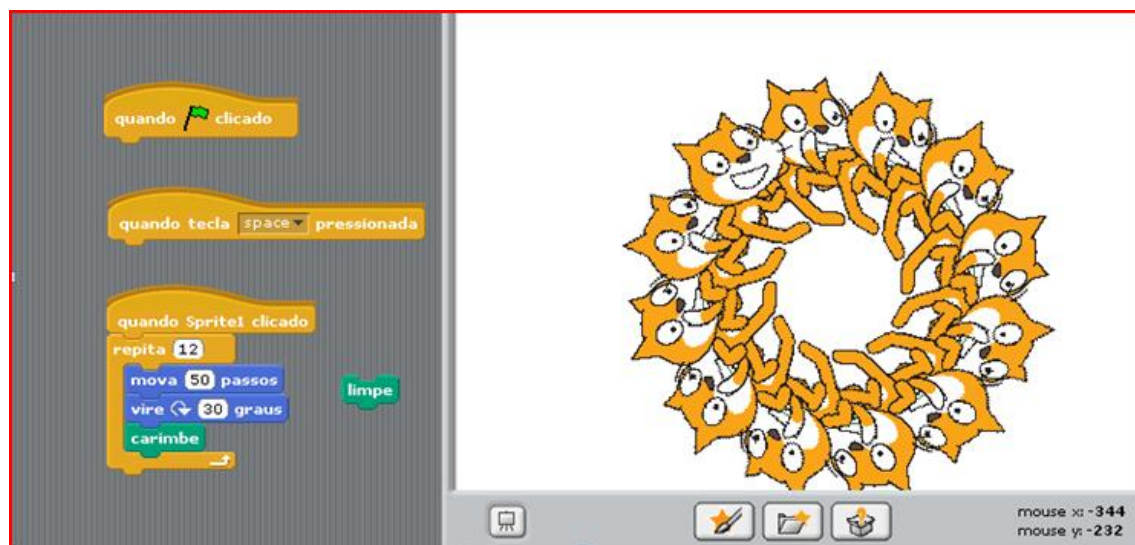 quando clicado
quando tecla space pressionada
quando Sprite1 clicado
repita 12
mova 50 passos
vire 30 graus
carimbe
limpe
mouse x: -344
mouse y: -232